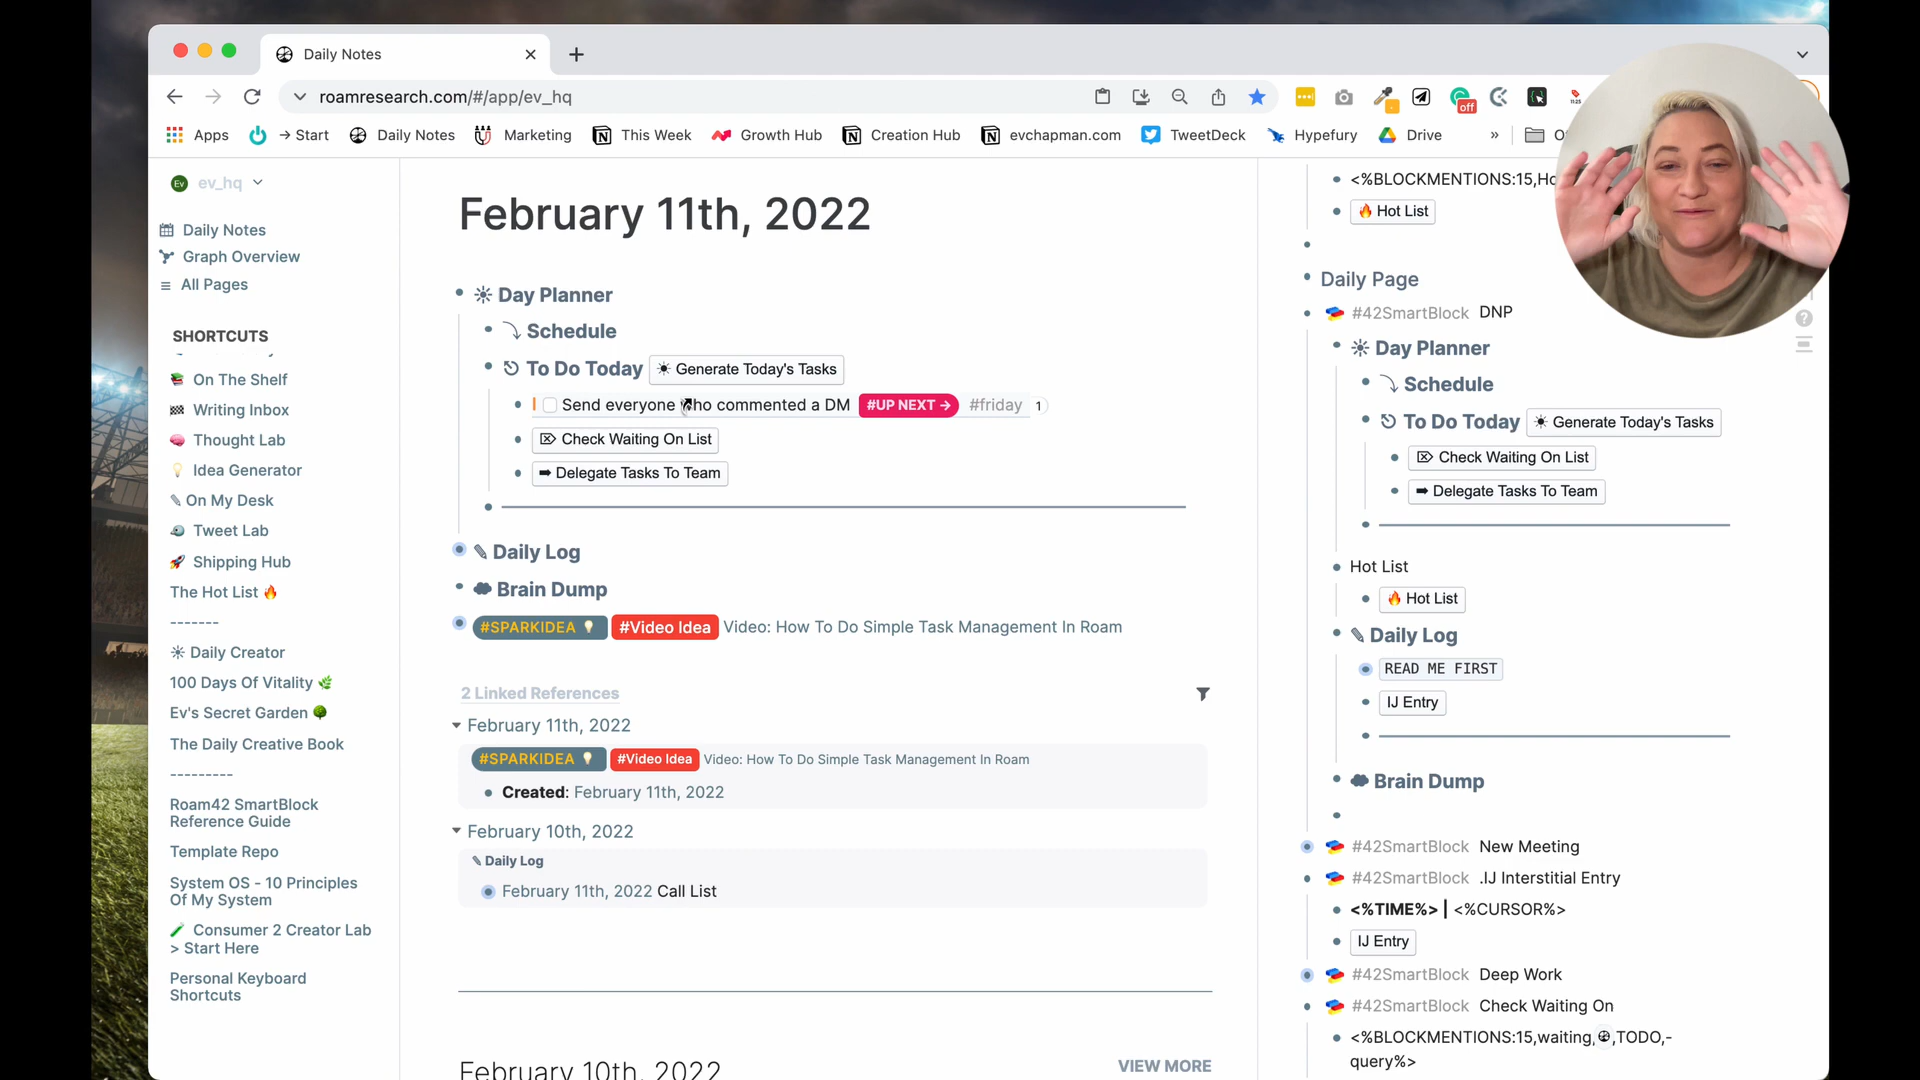 Daily Notes
roamresearch.com/#/app/ev_hq
off
11:25
Apps
→ Start
Daily Notes
Marketing
This Week
Growth Hub
Creation Hub
evchapman.com
TweetDeck
Hypefury
Drive
»
Ev
ev_hq
Daily Notes
Graph Overview
All Pages
SHORTCUTS
On The Shelf
Writing Inbox
Thought Lab
Idea Generator
On My Desk
Tweet Lab
Shipping Hub
The Hot List 🔥
-------
☀ Daily Creator
100 Days Of Vitality 🌿
Ev's Secret Garden 🌳
The Daily Creative Book
---------
Roam42 SmartBlock
Reference Guide
Template Repo
System OS - 10 Principles
Of My System
Consumer 2 Creator Lab
> Start Here
Personal Keyboard
Shortcuts
February 11th, 2022
☀ Day Planner
Schedule
To Do Today ☀ Generate Today's Tasks
Send everyone who commented a DM #UP NEXT → #friday 1
⌦ Check Waiting On List
➡ Delegate Tasks To Team
✎ Daily Log
Brain Dump
#SPARKIDEA 💡 #Video Idea Video: How To Do Simple Task Management In Roam
2 Linked References
February 11th, 2022
#SPARKIDEA 💡 #Video Idea Video: How To Do Simple Task Management In Roam
Created: February 11th, 2022
February 10th, 2022
✎ Daily Log
February 11th, 2022 Call List
February 10th, 2022
VIEW MORE
<%BLOCKMENTIONS:15,Ho
🔥 Hot List
Daily Page
#42SmartBlock DNP
☀ Day Planner
Schedule
To Do Today ☀ Generate Today's Tasks
⌦ Check Waiting On List
➡ Delegate Tasks To Team
Hot List
🔥 Hot List
✎ Daily Log
READ ME FIRST
IJ Entry
Brain Dump
#42SmartBlock New Meeting
#42SmartBlock .IJ Interstitial Entry
<%TIME%> | <%CURSOR%>
IJ Entry
#42SmartBlock Deep Work
#42SmartBlock Check Waiting On
<%BLOCKMENTIONS:15,waiting,TODO,-
query%>